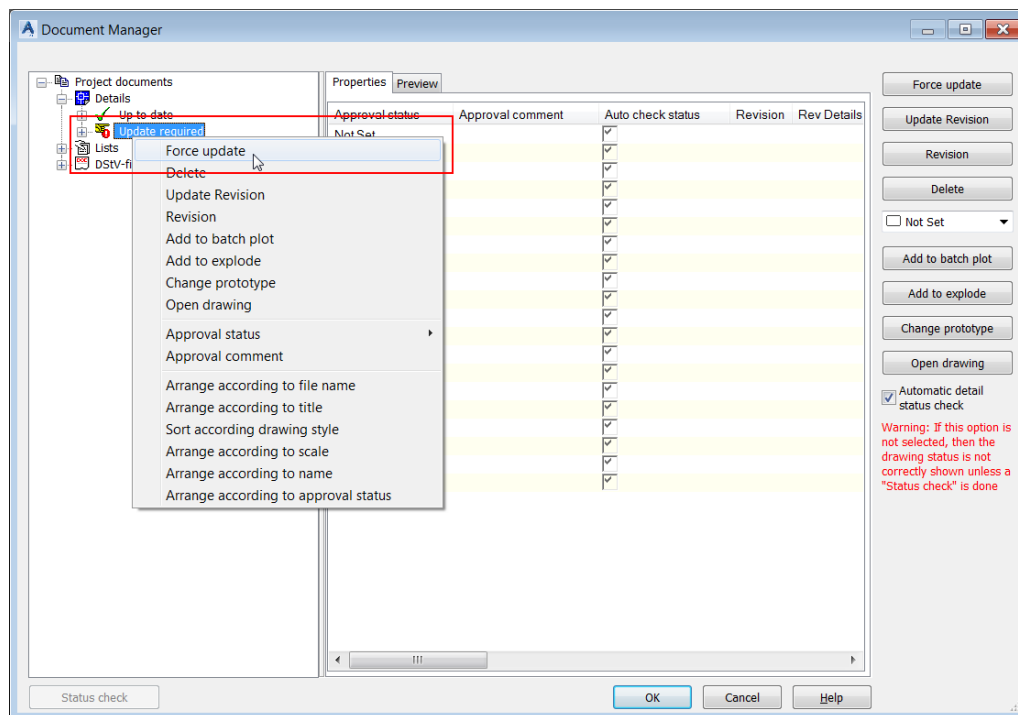 Document Manager
Project documents
Details
Up to date
Update required
Lists
DStV-fi
Force update
Delete
Update Revision
Revision
Add to batch plot
Add to explode
Change prototype
Open drawing
Approval status
Approval comment
Arrange according to file name
Arrange according to title
Sort according drawing style
Arrange according to scale
Arrange according to name
Arrange according to approval status
Properties
Preview
Approval status Approval comment Auto check status Revision Rev Details
Not Set
Force update
Update Revision
Revision
Delete
Not Set
Add to batch plot
Add to explode
Change prototype
Open drawing
Automatic detail
status check
Warning: If this option is
not selected, then the
drawing status is not
correctly shown unless a
"Status check" is done
Status check
OK
Cancel
Help